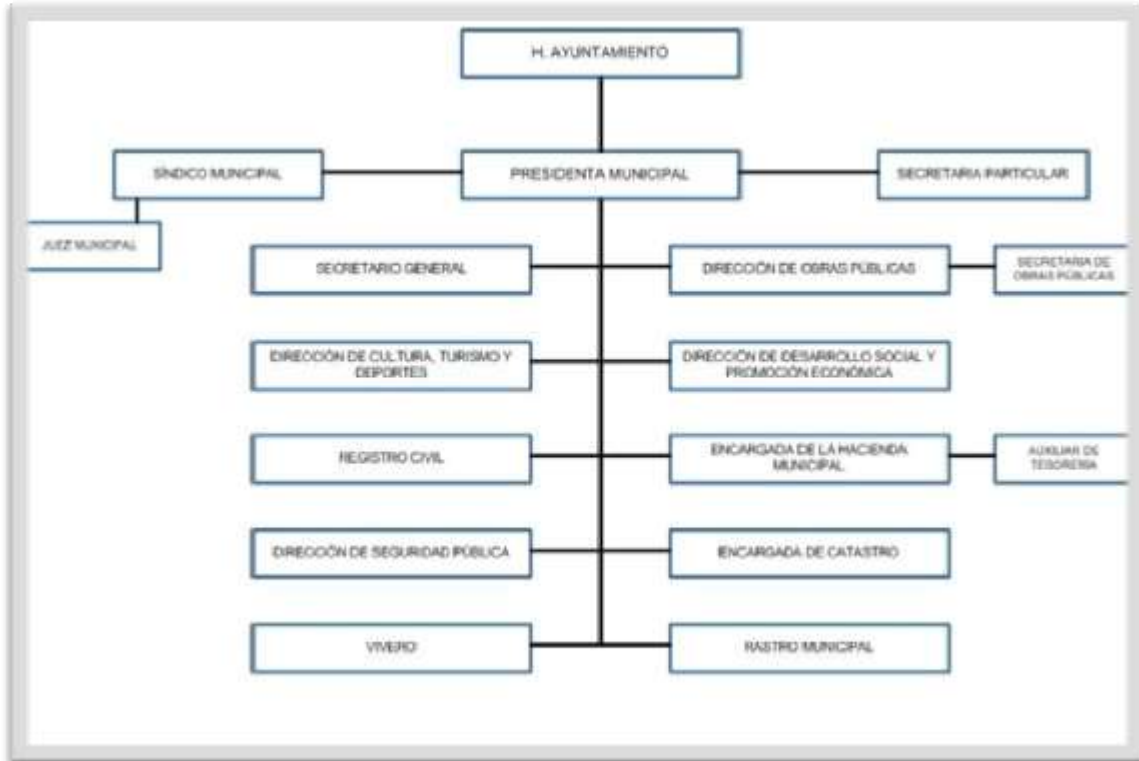 H. AYUNTAMIENTO
SÍNDICO MUNICIPAL
PRESIDENTA MUNICIPAL
SECRETARIA PARTICULAR
JUEZ MUNICIPAL
SECRETARIO GENERAL
DIRECCIÓN DE OBRAS PÚBLICAS
SECRETARIA DE
OBRAS PÚBLICAS
DIRECCIÓN DE CULTURA, TURISMO Y
DEPORTES
DIRECCIÓN DE DESARROLLO SOCIAL Y
PROMOCIÓN ECONÓMICA
REGISTRO CIVIL
ENCARGADA DE LA HACIENDA
MUNICIPAL
AUXILIAR DE
TESORERIA
DIRECCIÓN DE SEGURIDAD PÚBLICA
ENCARGADA DE CATASTRO
VIVERO
RASTRO MUNICIPAL